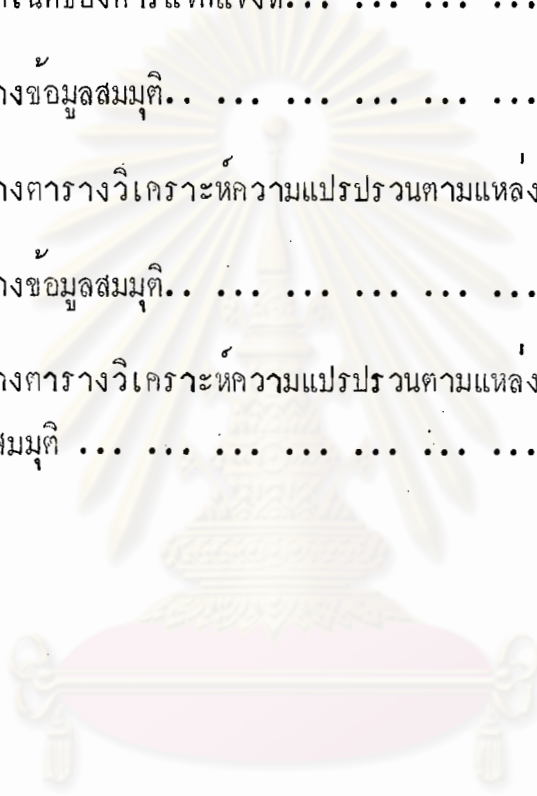 ของการแจกแจงที... ... ... ...
างข้อมูลสมมุติ.. ... ... ... ... ...
างตารางวิเคราะห์ความแปรปรวนตามแหล่ง
างข้อมูลสมมุติ.. ... ... ... ... ...
างตารางวิเคราะห์ความแปรปรวนตามแหล่ง
สมมุติ ... ... ... ... ... ...